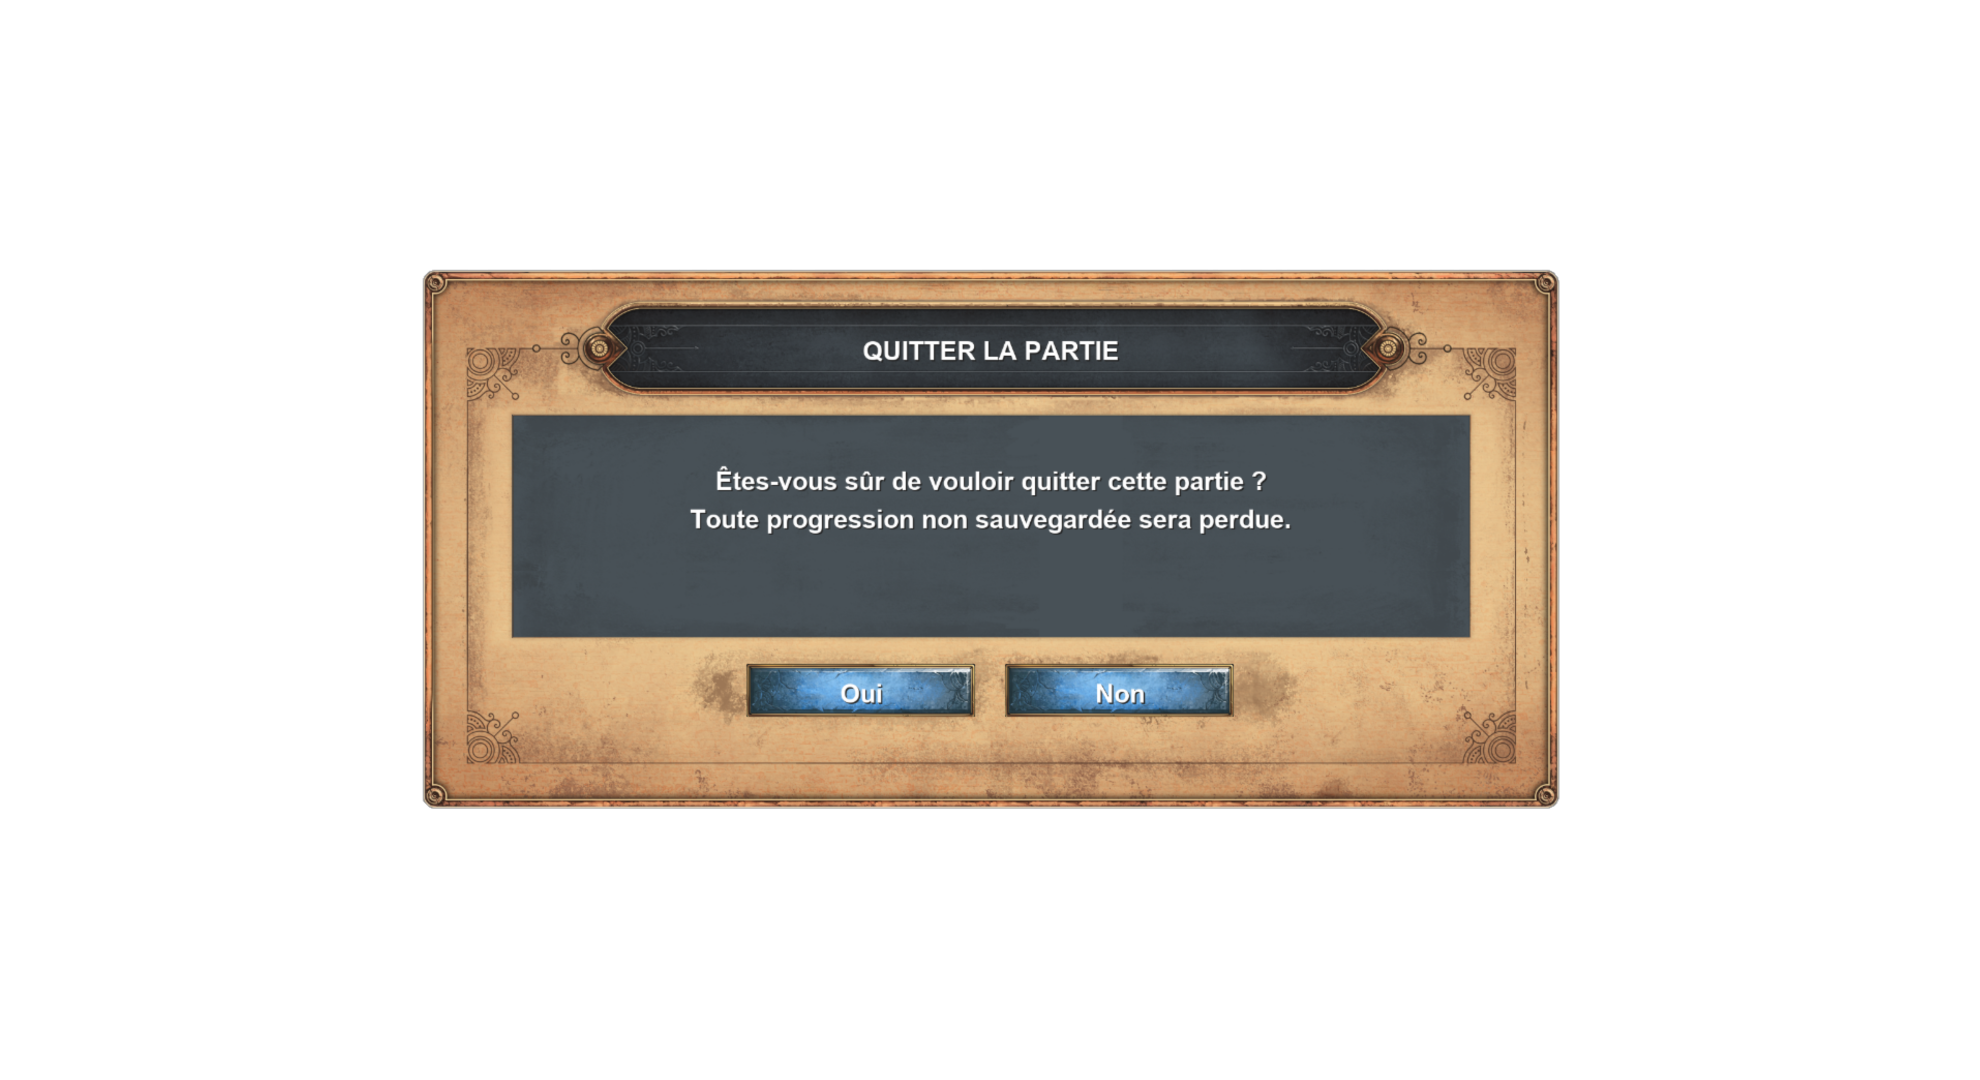 QUITTER LA PARTIE
Êtes-vous sûr de vouloir quitter cette partie ?
Toute progression non sauvegardée sera perdue.
Oui
Non